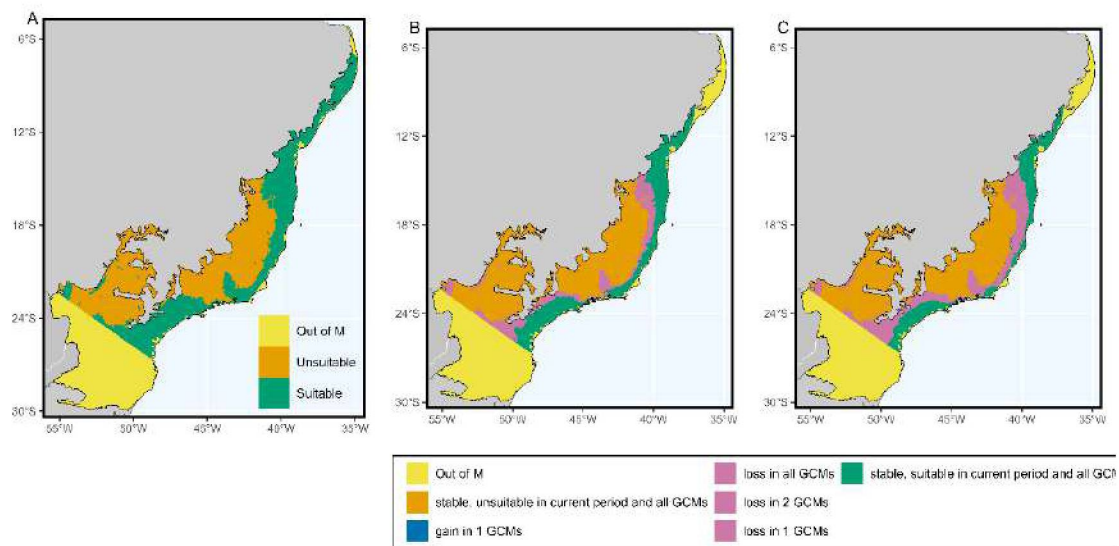 A
B
C
6°S
12°S
18°S
24°S
30°S
55°W
50°W
45°W
40°W
35°W
Out of M
Unsuitable
Suitable
6°S
12°S
18°S
24°S
30°S
55°W
50°W
45°W
40°W
35°W
6°S
12°S
18°S
24°S
30°S
55°W
50°W
45°W
40°W
35°W
Out of M
loss in all GCMs
stable, suitable in current period and all GCM
stable, unsuitable in current period and all GCMs
loss in 2 GCMs
gain in 1 GCMs
loss in 1 GCMs